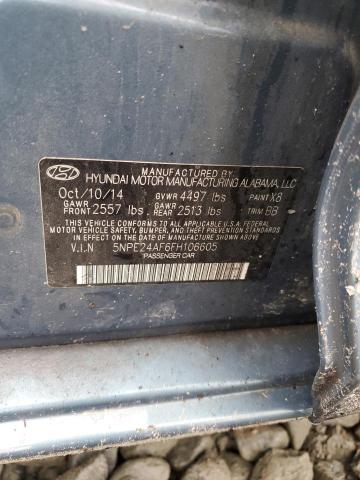 MANUFACTURED BY
HYUNDAI MOTOR MANUFACTURING ALABAMA, LLC
Oct/10/14 GVWR 4497 lbs PAINT X8
GAWR FRONT 2557 lbs. GAWR REAR 2513 lbs TRIM BB
THIS VEHICLE CONFORMS TO ALL APPLICABLE U.S.A FEDERAL
MOTOR VEHICLE SAFETY, BUMPER, AND THEFT PREVENTION
STANDARDS IN EFFECT ON THE DATE OF MANUFACTURE SHOWN ABOVE.
V.I.N 5NPE24AF6FH106605
PASSENGER CAR